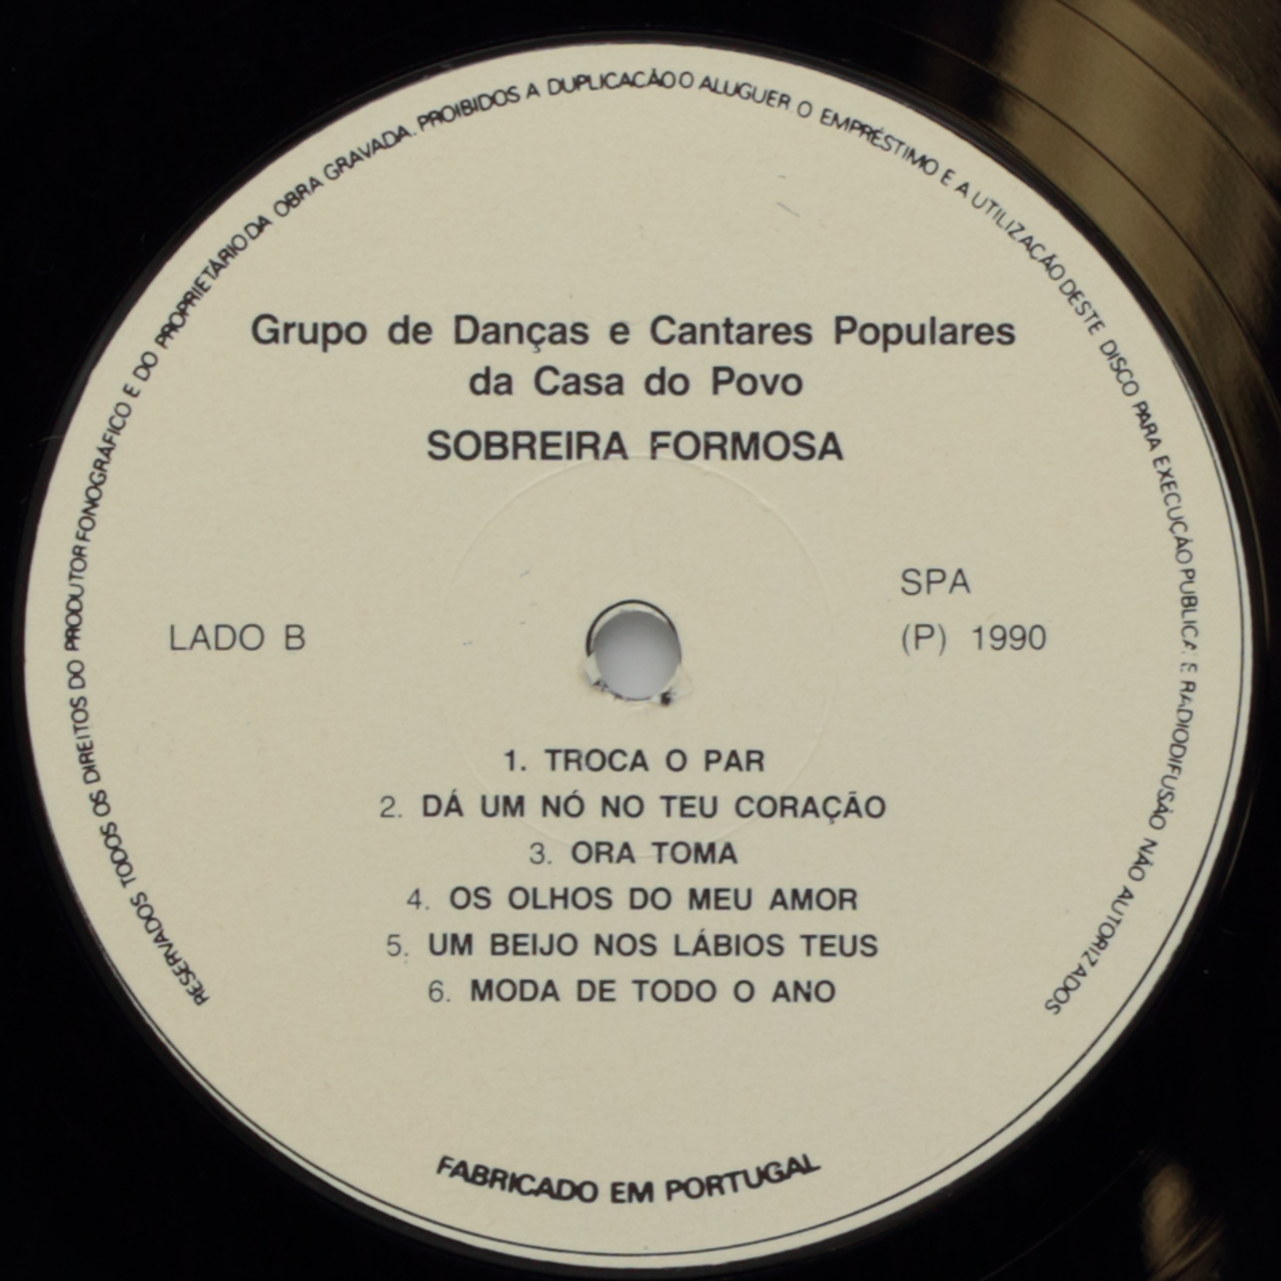 RESERVADOS TODOS OS DIREITOS DO PRODUTOR FONOGRÁFICO E DO PROPRIETÁRIO DA OBRA GRAVADA. PROIBIDOS A DUPLICAÇÃO O ALUGUER O EMPRÉSTIMO E A UTILIZAÇÃO DESTE DISCO PARA EXECUÇÃO PUBLICA E RADIODIFUSÃO NÃO AUTORIZADOS
Grupo de Danças e Cantares Populares
da Casa do Povo
SOBREIRA FORMOSA
SPA
LADO B
(P) 1990
1. TROCA O PAR
2. DÁ UM NÓ NO TEU CORAÇÃO
3. ORA TOMA
4. OS OLHOS DO MEU AMOR
5. UM BEIJO NOS LÁBIOS TEUS
6. MODA DE TODO O ANO
FABRICADO EM PORTUGAL